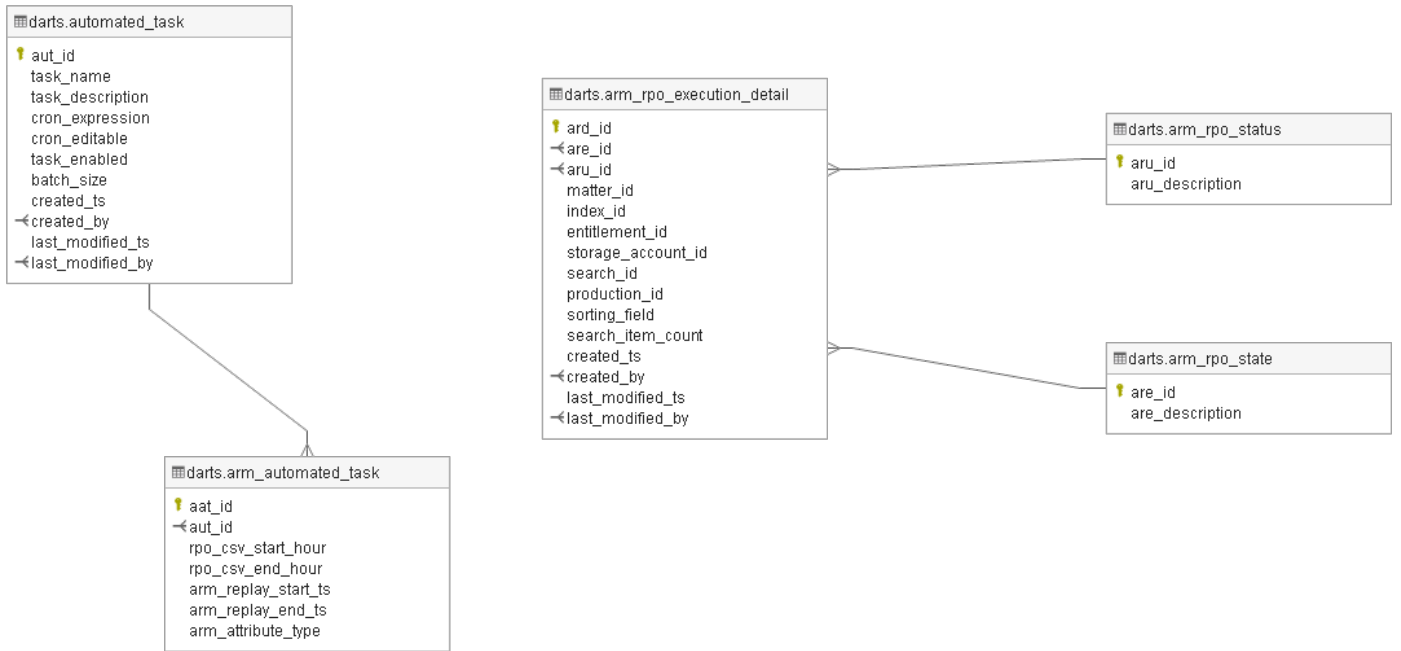 darts.automated_task
aut_id
task_name
task_description
cron_expression
cron_editable
task_enabled
batch_size
created_ts
created_by
last_modified_ts
last_modified_by
darts.arm_rpo_execution_detail
ard_id
are_id
aru_id
matter_id
index_id
entitlement_id
storage_account_id
search_id
production_id
sorting_field
search_item_count
created_ts
created_by
last_modified_ts
last_modified_by
darts.arm_rpo_status
aru_id
aru_description
darts.arm_rpo_state
are_id
are_description
darts.arm_automated_task
aat_id
aut_id
rpo_csv_start_hour
rpo_csv_end_hour
arm_replay_start_ts
arm_replay_end_ts
arm_attribute_type